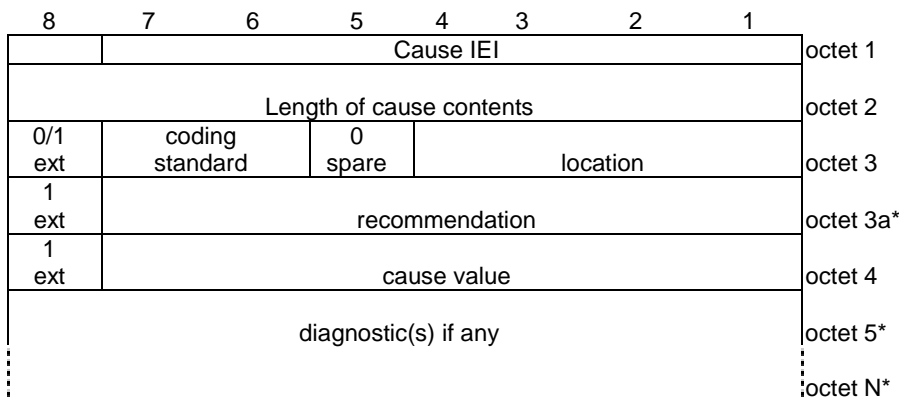 8 7 6 5 4 3 2 1
Cause IEI octet 1
Length of cause contents octet 2
0/1 coding 0
ext standard spare location octet 3
1
ext recommendation octet 3a*
1
ext cause value octet 4
diagnostic(s) if any octet 5*
octet N*